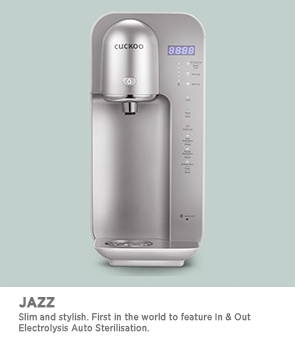 CUCKOO
8888
JAZZ
Slim and stylish. First in the world to feature In & Out
Electrolysis Auto Sterilisation.